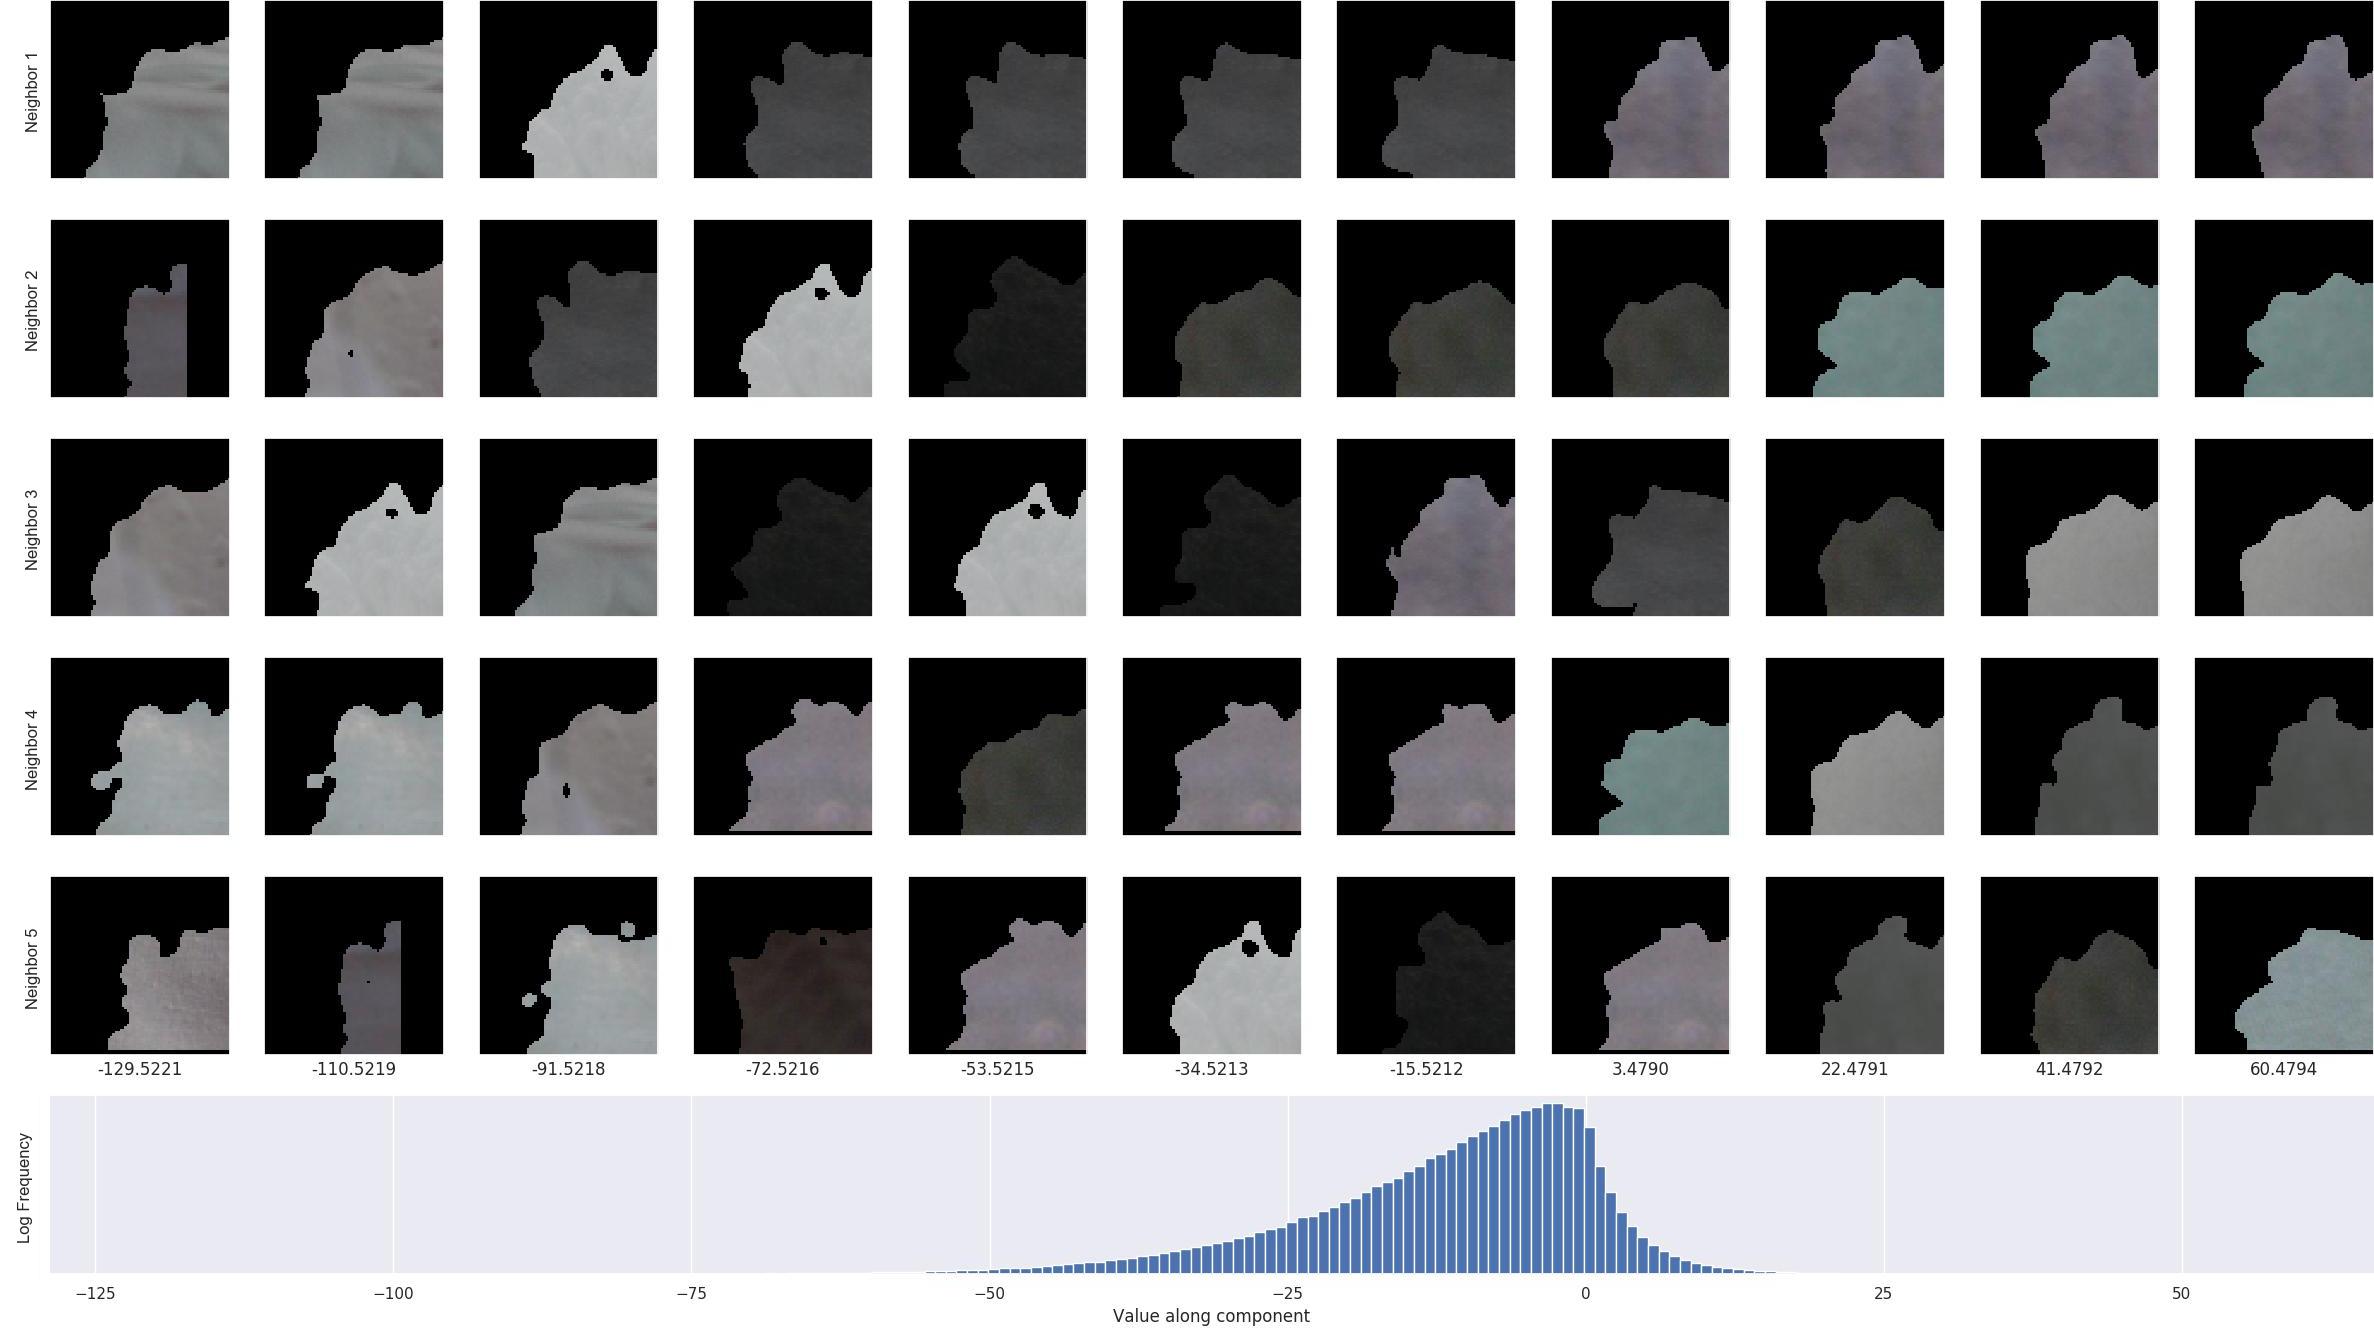 Neighbor 1
Neighbor 2
Neighbor 3
Neighbor 4
Neighbor 5
-129.5221 -110.5219 -91.5218 -72.5216 -53.5215 -34.5213 -15.5212 3.4790 22.4791 41.4792 60.4794
Log Frequency
−125 −100 −75 −50 −25 0 25 50
Value along component